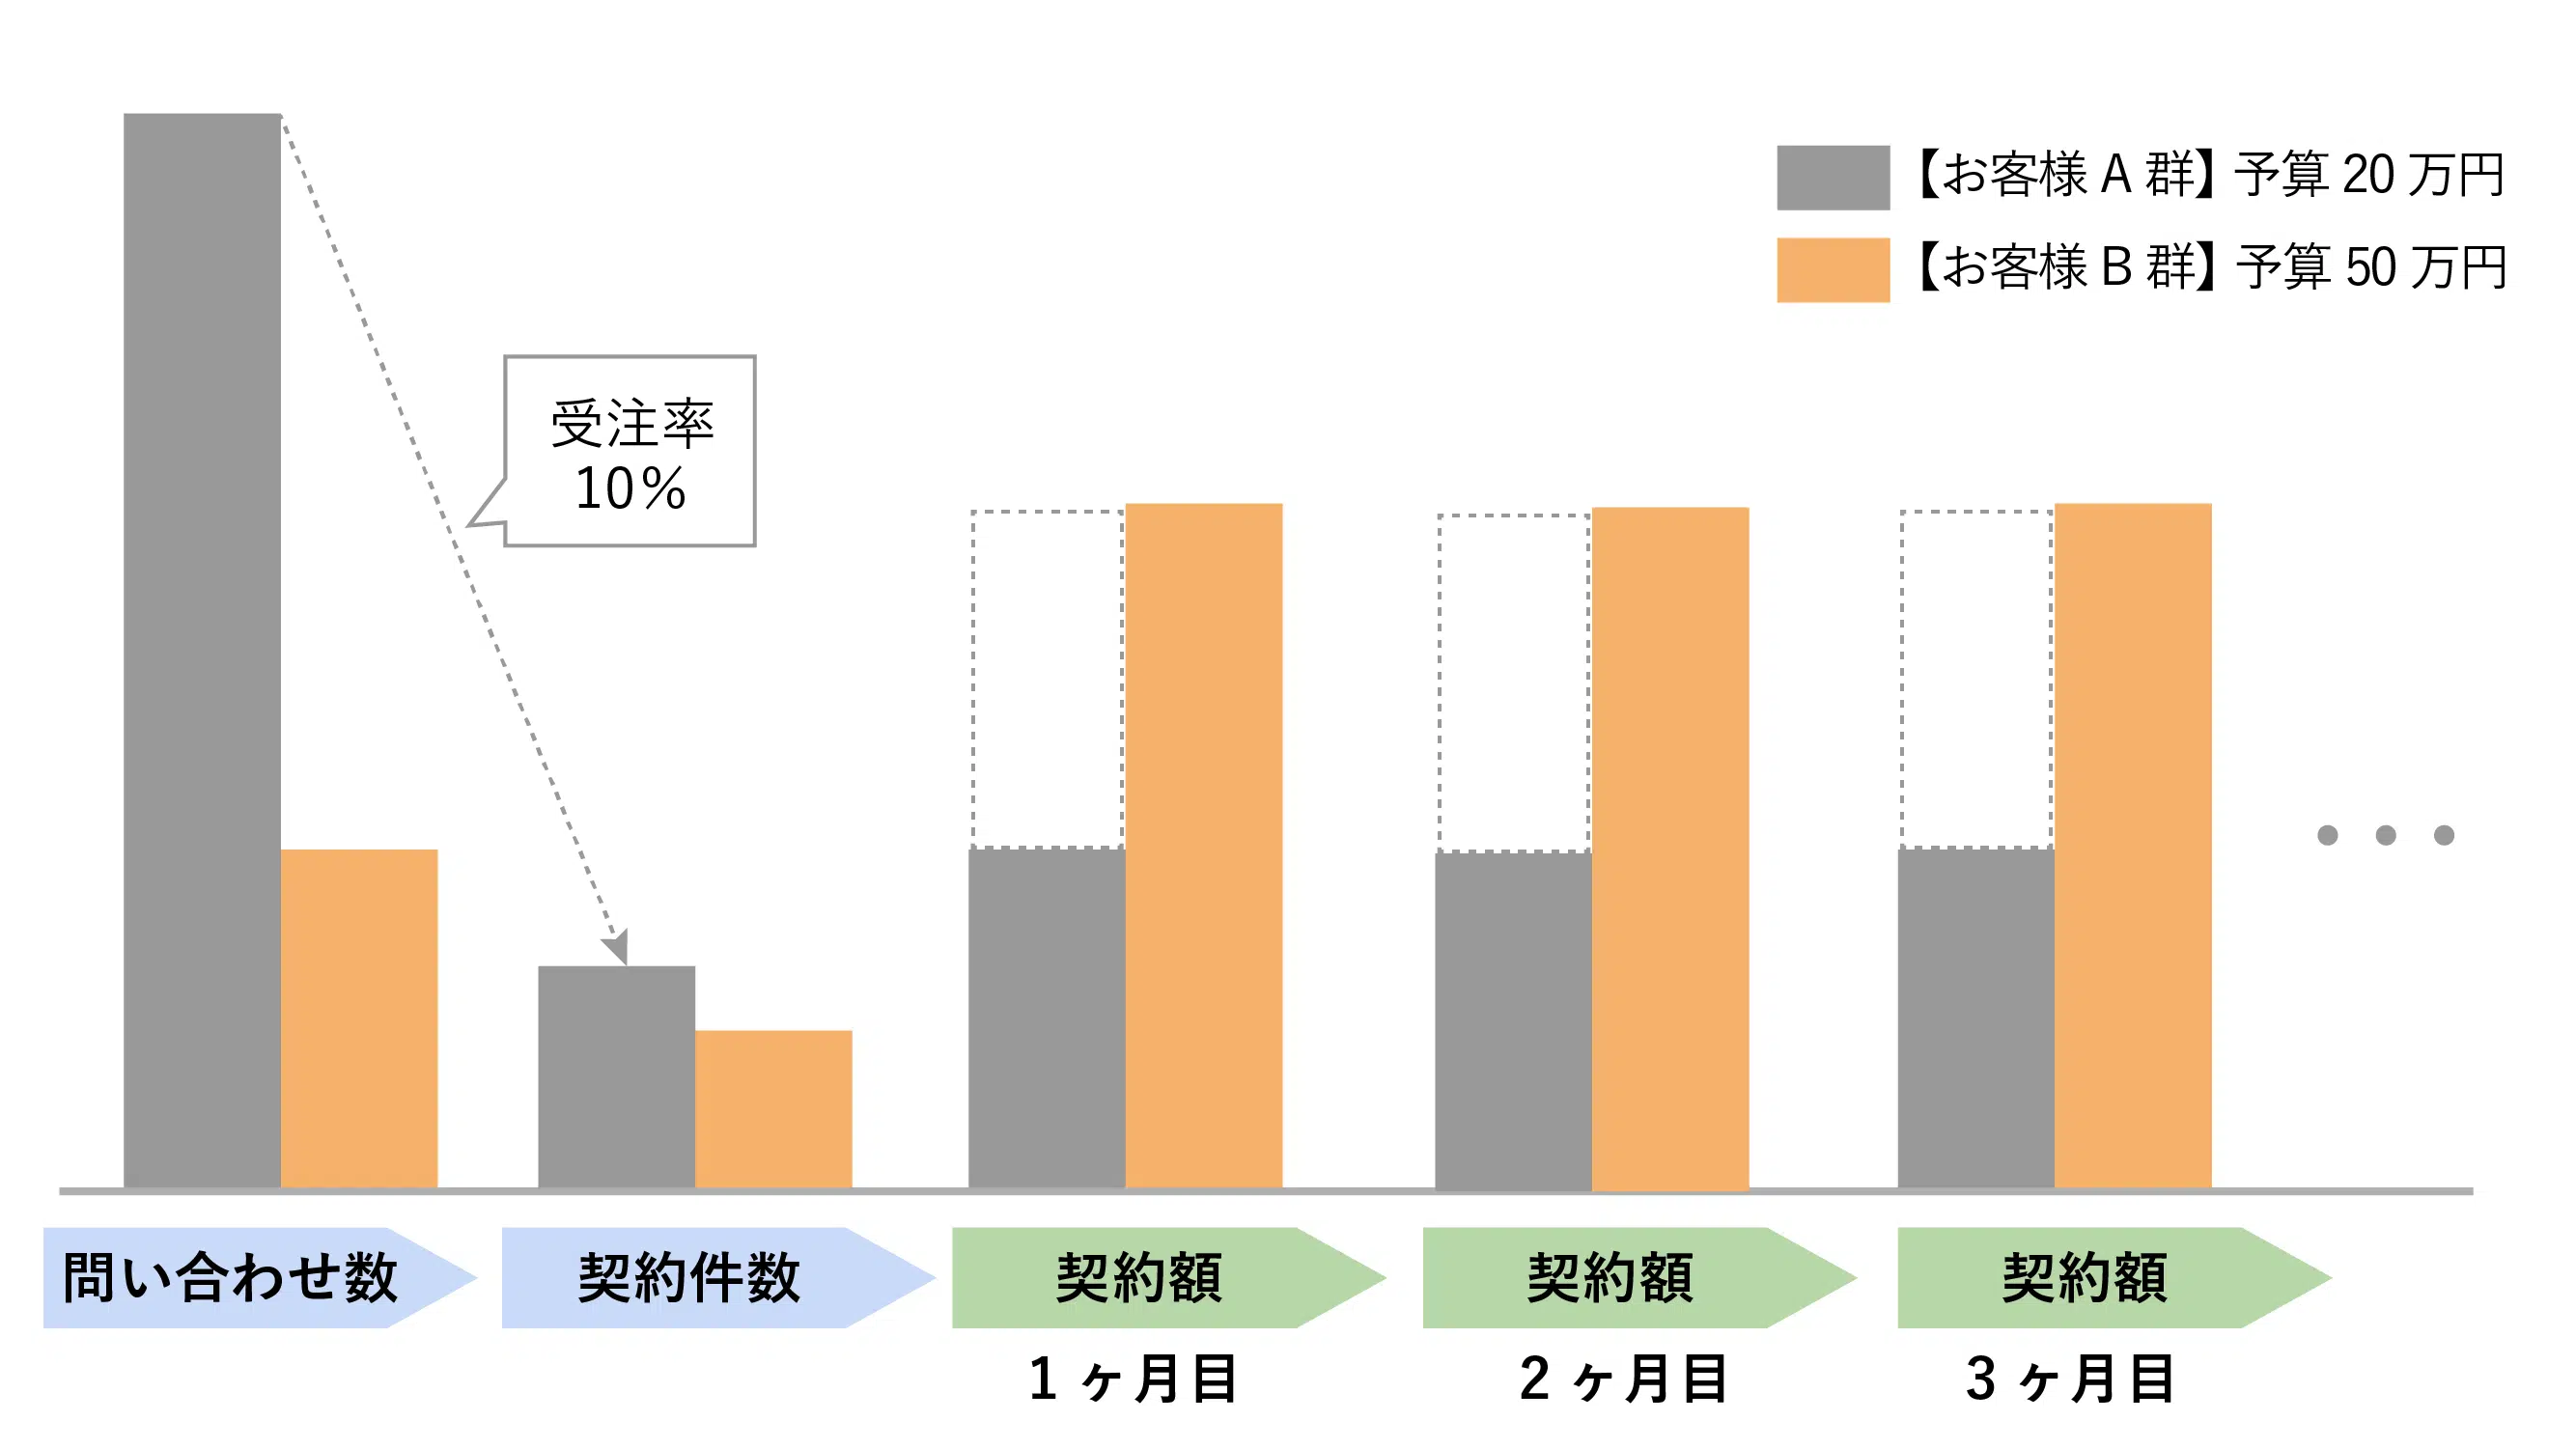 【お客様 A 群】予算 20 万円
【お客様 B 群】予算 50 万円
受注率
10%
問い合わせ数
契約件数
契約額
契約額
契約額
1 ヶ月目
2 ヶ月目
3 ヶ月目